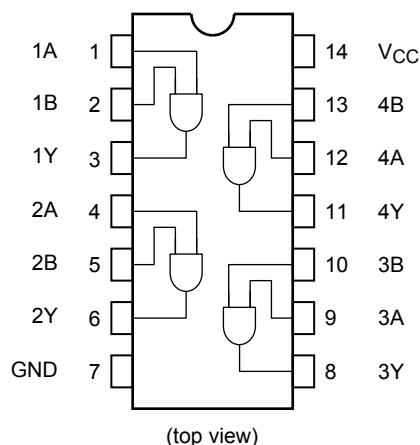 1A 1 14 VCC
1B 2 13 4B
1Y 3 12 4A
2A 4 11 4Y
2B 5 10 3B
2Y 6 9 3A
GND 7 8 3Y
(top view)